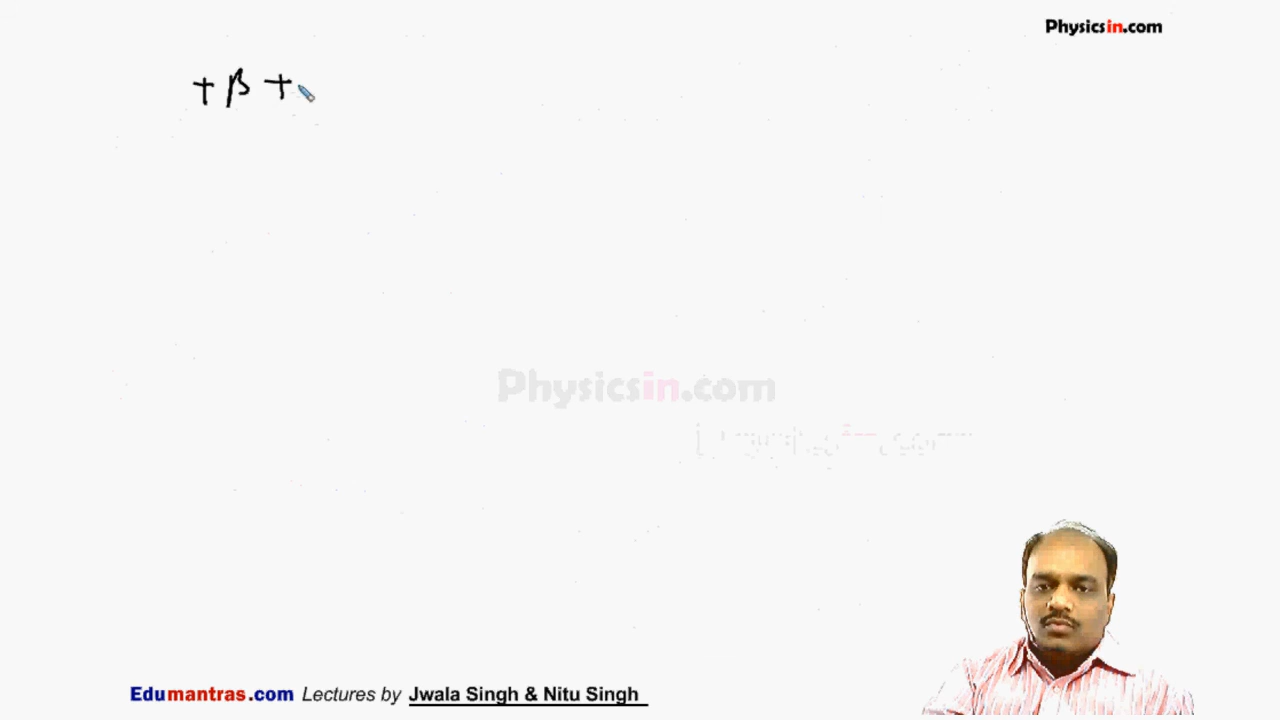 Physicsin.com
+ β +
Physicsin.com
Edumantras.com Lectures by Jwala Singh & Nitu Singh